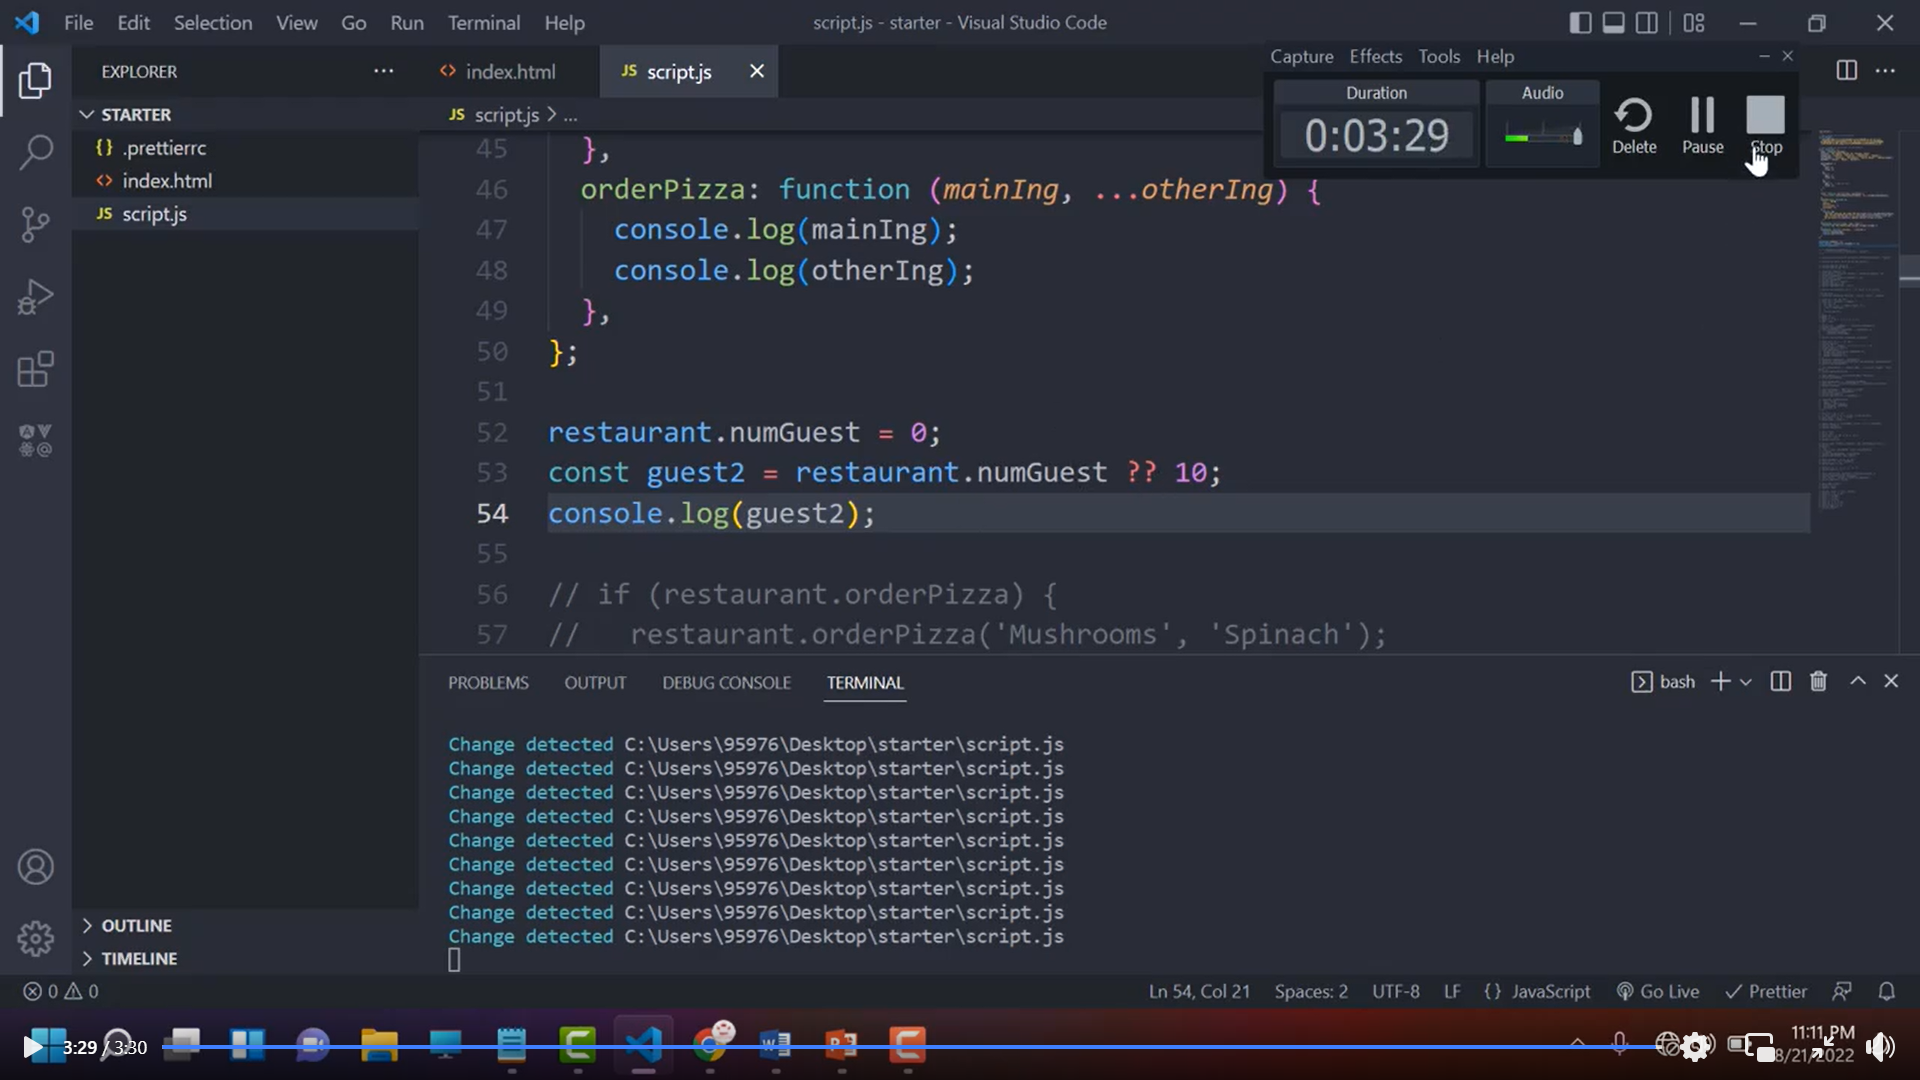 File Edit Selection View Go Run Terminal Help
script.js - starter - Visual Studio Code
EXPLORER
index.html
JS script.js
Capture Effects Tools Help
Duration
0:03:29
Audio
Delete Pause Stop
STARTER
{} .prettierrc
<> index.html
JS script.js
JS script.js > ...
45 },
46 orderPizza: function (mainIng, ...otherIng) {
47 console.log(mainIng);
48 console.log(otherIng);
49 },
50 };
51
52 restaurant.numGuest = 0;
53 const guest2 = restaurant.numGuest ?? 10;
54 console.log(guest2);
55
56 // if (restaurant.orderPizza) {
57 //   restaurant.orderPizza('Mushrooms', 'Spinach');
PROBLEMS OUTPUT DEBUG CONSOLE TERMINAL
bash
Change detected C:\Users\95976\Desktop\starter\script.js
Change detected C:\Users\95976\Desktop\starter\script.js
Change detected C:\Users\95976\Desktop\starter\script.js
Change detected C:\Users\95976\Desktop\starter\script.js
Change detected C:\Users\95976\Desktop\starter\script.js
Change detected C:\Users\95976\Desktop\starter\script.js
Change detected C:\Users\95976\Desktop\starter\script.js
Change detected C:\Users\95976\Desktop\starter\script.js
Change detected C:\Users\95976\Desktop\starter\script.js
OUTLINE
TIMELINE
0 0
Ln 54, Col 21 Spaces: 2 UTF-8 LF {} JavaScript Go Live Prettier
3:29 / 3:30
11:11 PM
8/21/2022